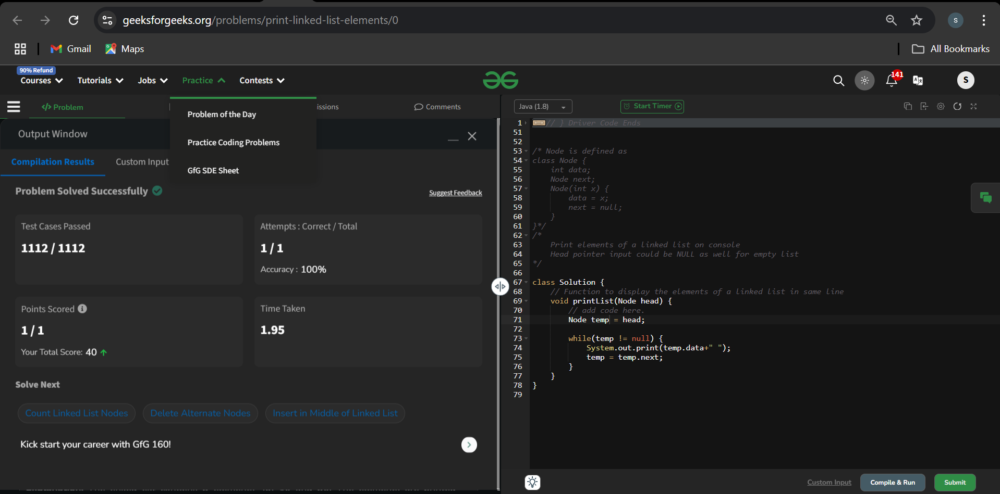 geeksforgeeks.org/problems/print-linked-list-elements/0
S
Gmail
Maps
All Bookmarks
90% Refund
Courses
Tutorials
Jobs
Practice
Contests
141
S
</> Problem
issions
Comments
Problem of the Day
Practice Coding Problems
GfG SDE Sheet
Output Window
Compilation Results
Custom Input
Problem Solved Successfully
Suggest Feedback
Test Cases Passed
1112 / 1112
Attempts : Correct / Total
1 / 1
Accuracy : 100%
Points Scored
1 / 1
Your Total Score: 40
Time Taken
1.95
Solve Next
Count Linked List Nodes
Delete Alternate Nodes
Insert in Middle of Linked List
Kick start your career with GfG 160!
Java (1.8)
Start Timer
1 // } Driver Code Ends
51
52
53 /* Node is defined as
54 class Node {
55 int data;
56 Node next;
57 Node(int x) {
58 data = x;
59 next = null;
60 }
61 }*/
62 /*
63 Print elements of a linked list on console
64 Head pointer input could be NULL as well for empty list
65 */
66
67 class Solution {
68 // Function to display the elements of a linked list in same line
69 void printList(Node head) {
70 // add code here.
71 Node temp = head;
72
73 while(temp != null) {
74 System.out.print(temp.data+" ");
75 temp = temp.next;
76 }
77 }
78 }
79
Custom Input
Compile & Run
Submit